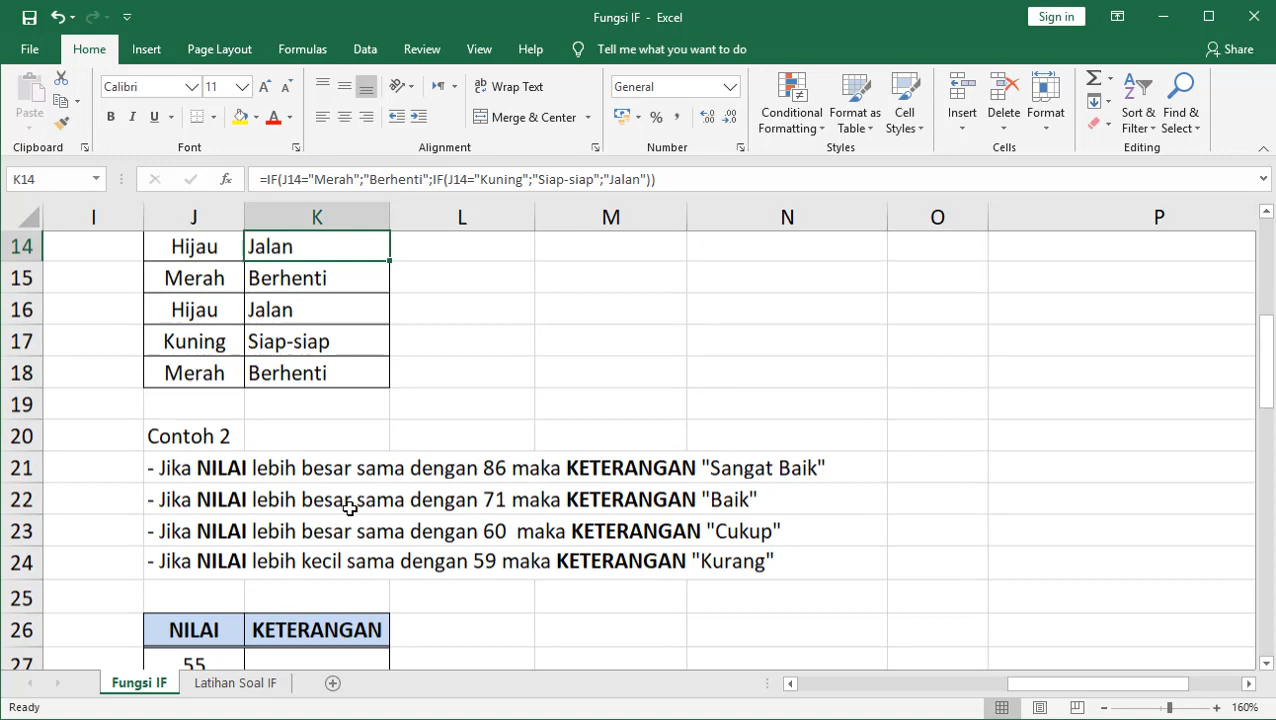 Fungsi IF - Excel
Sign in
File Home Insert Page Layout Formulas Data Review View Help Tell me what you want to do Share
Paste
Calibri 11
B I U
Wrap Text
Merge & Center
General
Conditional Formatting
Format as Table
Cell Styles
Insert Delete Format
Sort & Filter
Find & Select
Clipboard Font Alignment Number Styles Cells Editing
K14 fx =IF(J14="Merah";"Berhenti";IF(J14="Kuning";"Siap-siap";"Jalan"))
I J K L M N O P
14 Hijau Jalan
15 Merah Berhenti
16 Hijau Jalan
17 Kuning Siap-siap
18 Merah Berhenti
19
20 Contoh 2
21 - Jika NILAI lebih besar sama dengan 86 maka KETERANGAN "Sangat Baik"
22 - Jika NILAI lebih besar sama dengan 71 maka KETERANGAN "Baik"
23 - Jika NILAI lebih besar sama dengan 60 maka KETERANGAN "Cukup"
24 - Jika NILAI lebih kecil sama dengan 59 maka KETERANGAN "Kurang"
25
26 NILAI KETERANGAN
27 55
Fungsi IF Latihan Soal IF
Ready 160%